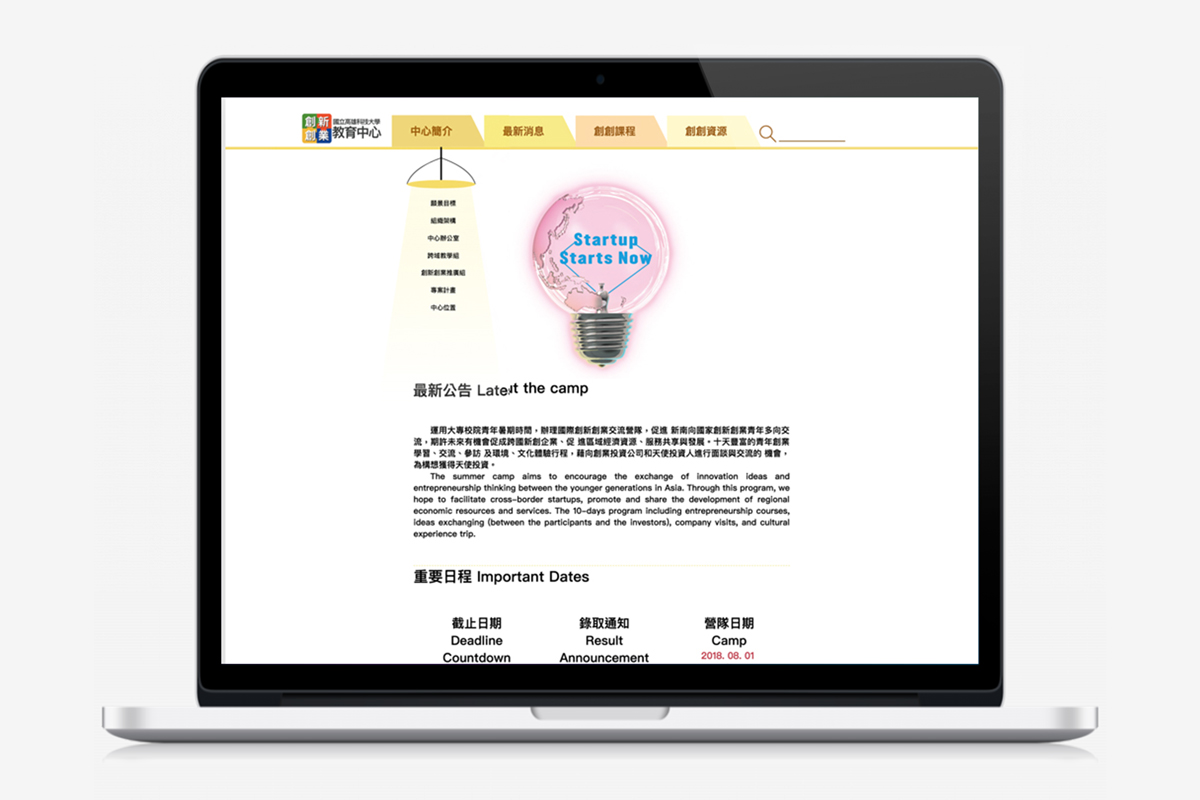 創新創業
國立高雄科技大學
教育中心
中心簡介
最新消息
創創課程
創創資源
願景目標
組織架構
中心辦公室
跨域教學組
創新創業推廣組
專案計畫
中心位置
Startup
Starts Now
最新公告 Late
ut the camp
運用大專校院青年暑期時間，辦理國際創新創業交流營隊，促進 新南向國家創新創業青年多向交
流，期許未來有機會促成跨國新創企業、促 進區域經濟資源、服務共享與發展。十天豐富的青年創業
學習、交流、參訪 及環境、文化體驗行程，藉向創業投資公司和天使投資人進行面談與交流的 機會，
為構想獲得天使投資。
The summer camp aims to encourage the exchange of innovation ideas and
entrepreneurship thinking between the younger generations in Asia. Through this program, we
hope to facilitate cross-border startups, promote and share the development of regional
economic resources and services. The 10-days program including entrepreneurship courses,
ideas exchanging (between the participants and the investors), company visits, and cultural
experience trip.
重要日程 Important Dates
截止日期
Deadline
Countdown
錄取通知
Result
Announcement
營隊日期
Camp
2018. 08. 01